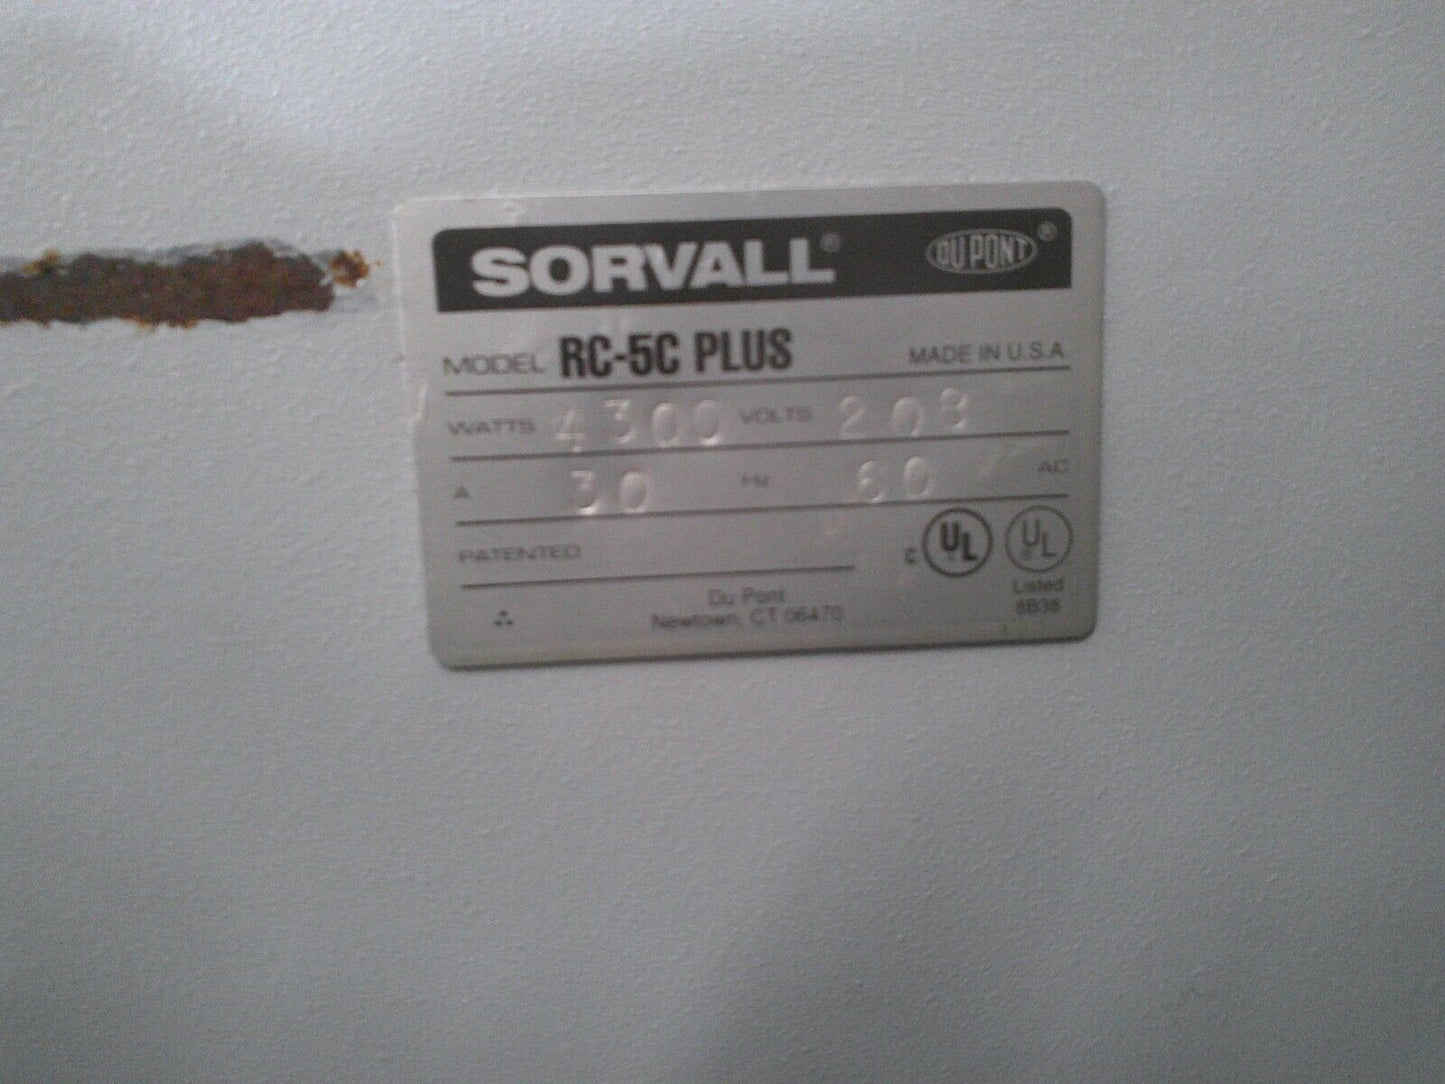 SORVALL® DU PONT®
MODEL RC-5C PLUS MADE IN U.S.A.
WATTS 4300 VOLTS 208
A 30 Hz 60 AC
PATENTED
C UL UL
Listed
8B38
Du Pont
Newtown, CT 06470